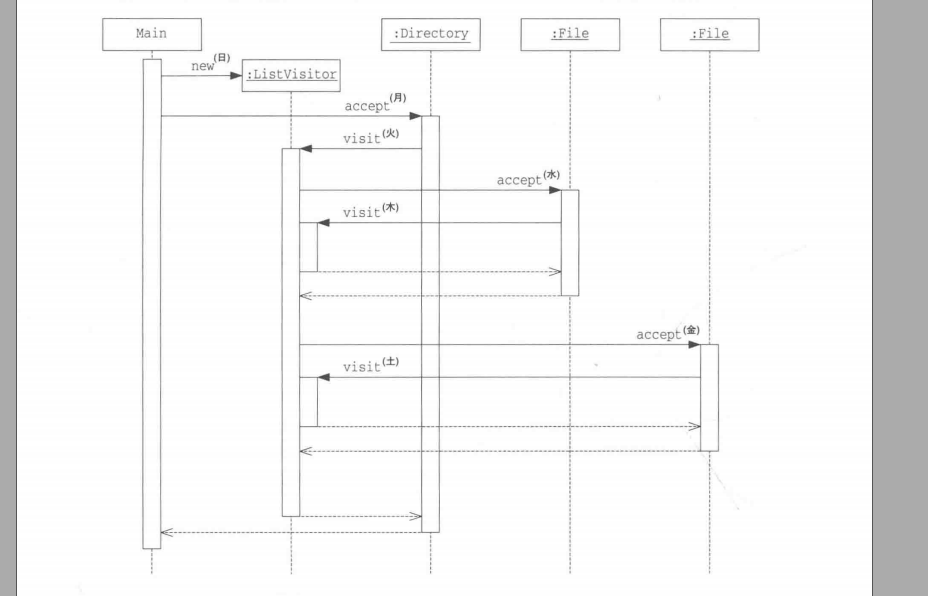 Main
:Directory
:File
:File
new(日)
:ListVisitor
accept(月)
visit(火)
accept(水)
visit(木)
accept(金)
visit(土)